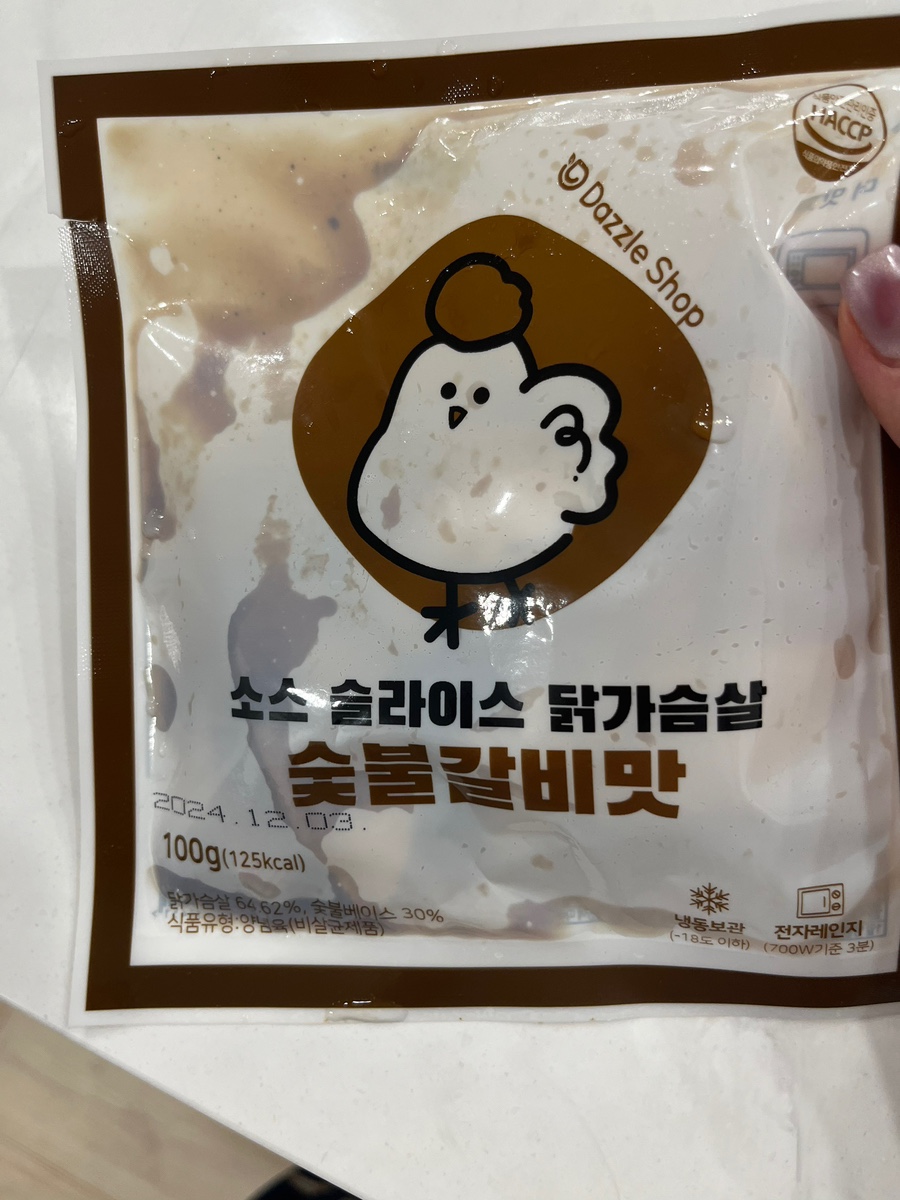 HACCP
Dazzle Shop
소스 슬라이스 닭가슴살
숯불갈비맛
2024.12.03.
100g(125kcal)
닭가슴살 64.62%, 숯불베이스 30%
식품유형:양념육(비살균제품)
냉동보관
(-18도 이하)
전자레인지
(700W기준 3분)